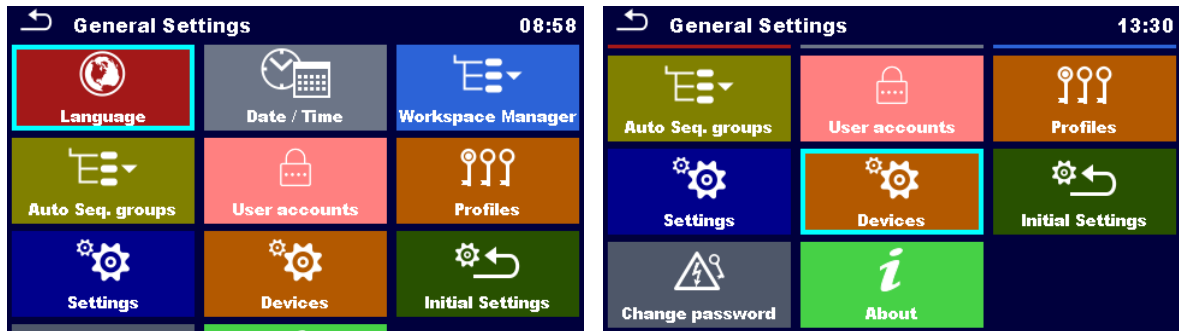 General Settings 08:58
Language Date / Time Workspace Manager
Auto Seq. groups User accounts Profiles
Settings Devices Initial Settings
General Settings 13:30
Auto Seq. groups User accounts Profiles
Settings Devices Initial Settings
Change password About